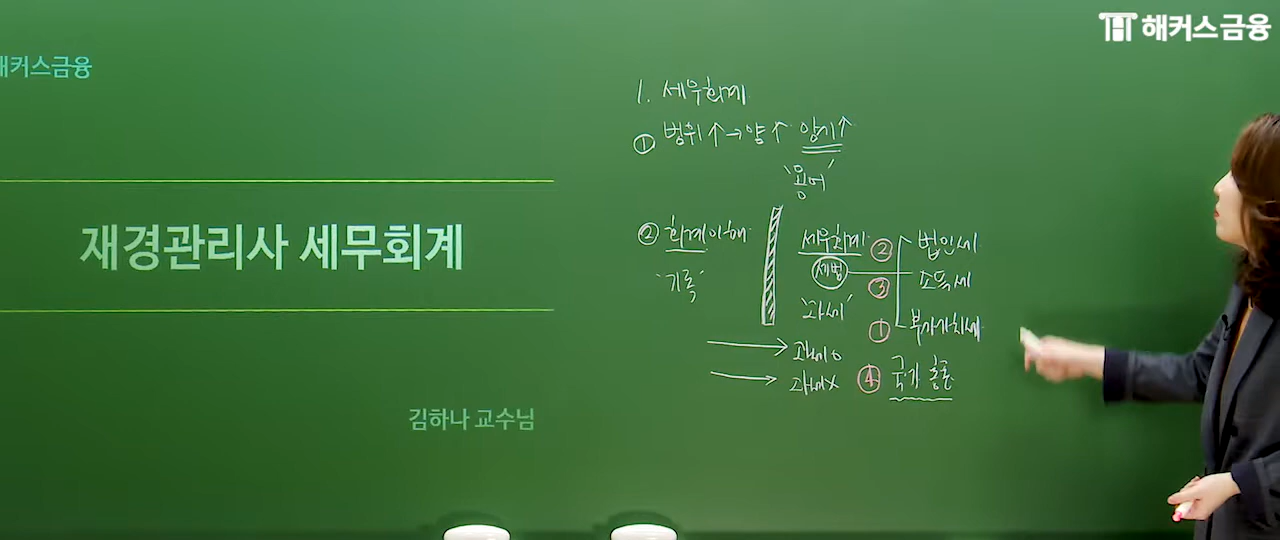 해커스금융
해커스금융
재경관리사 세무회계
김하나 교수님
1. 세무회계
① 범위↑→양↑ 암기↑
'용어'
② 회계이해
'기록'
세무회계
세법
'과세'
② 법인세
③ 소득세
① 부가가치세
→ 과세o
→ 과세x
④ 국기